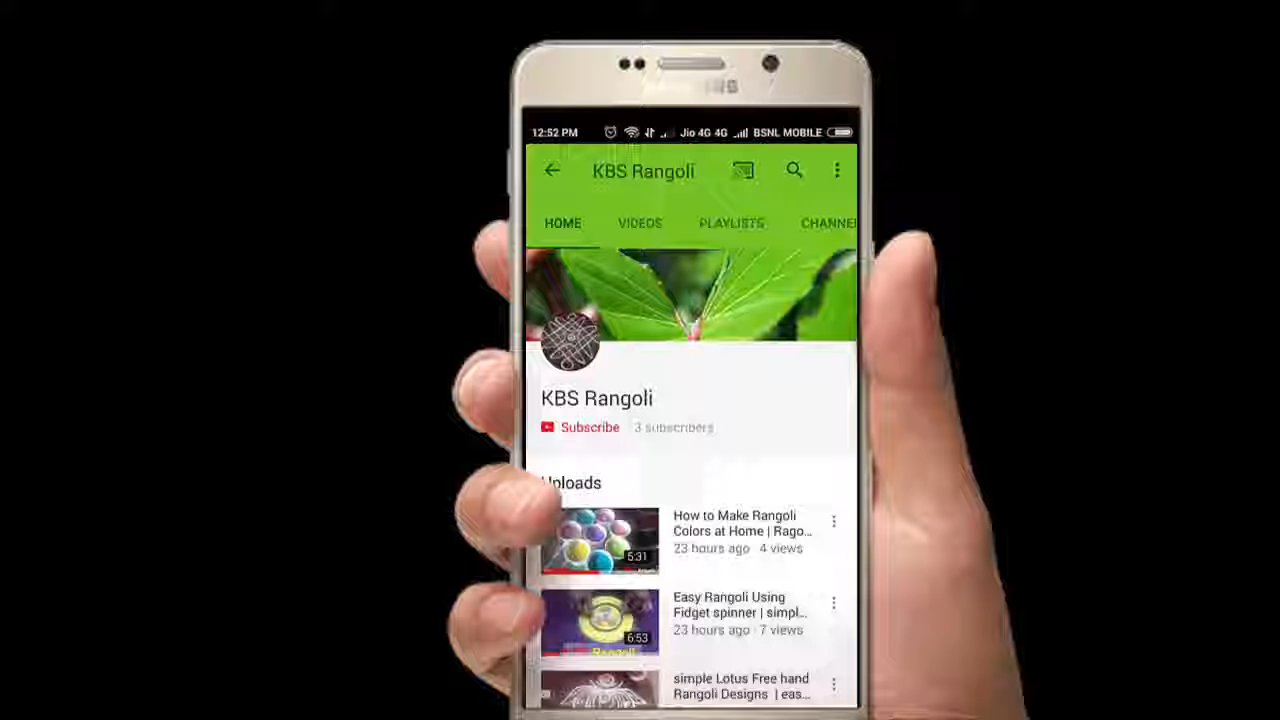 12:52 PM Jio 4G 4G BSNL MOBILE
KBS Rangoli
HOME VIDEOS PLAYLISTS CHANNEL
KBS Rangoli
Subscribe 3 subscribers
Uploads
How to Make Rangoli
Colors at Home | Rago...
23 hours ago · 4 views
5:31
Easy Rangoli Using
Fidget spinner | simpl...
23 hours ago · 7 views
6:53
Rangoli
simple Lotus Free hand
Rangoli Designs | eas...